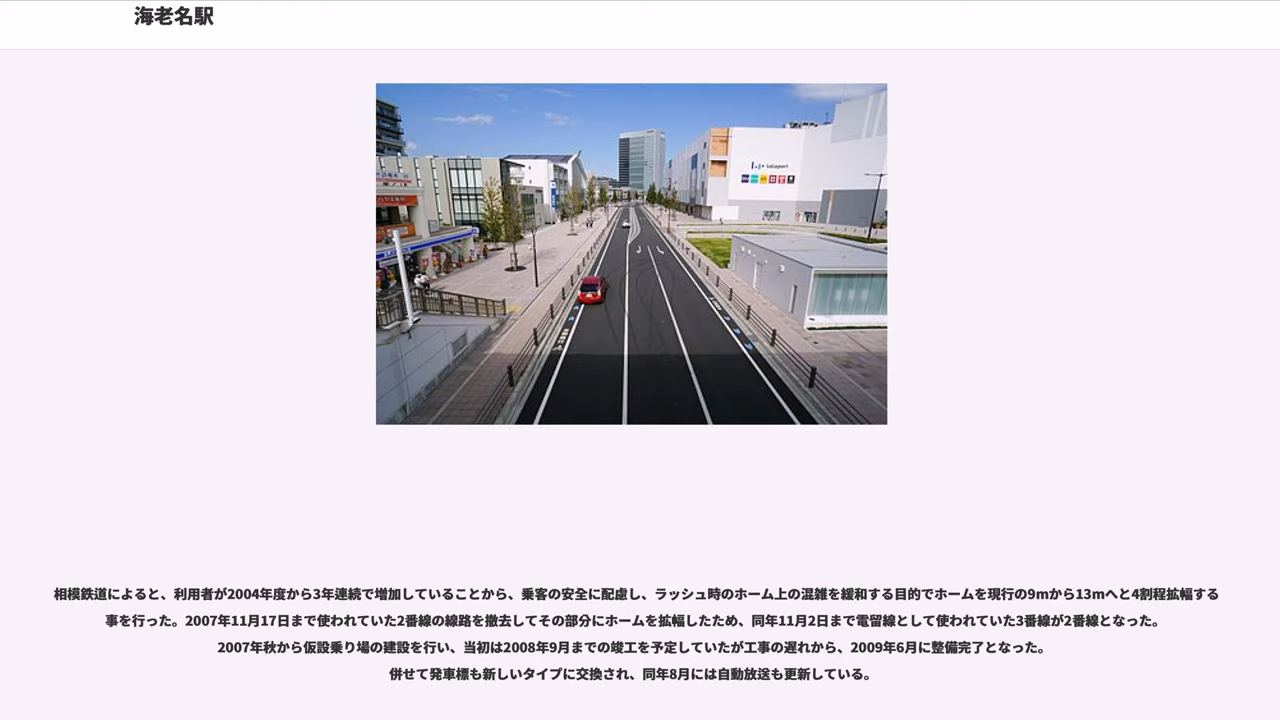 海老名駅
LaLaport
相模鉄道によると、利用者が2004年度から3年連続で増加していることから、乗客の安全に配慮し、ラッシュ時のホーム上の混雑を緩和する目的でホームを現行の9mから13mへと4割程拡幅する
事を行った。2007年11月17日まで使われていた2番線の線路を撤去してその部分にホームを拡幅したため、同年11月2日まで電留線として使われていた3番線が2番線となった。
2007年秋から仮設乗り場の建設を行い、当初は2008年9月までの竣工を予定していたが工事の遅れから、2009年6月に整備完了となった。
併せて発車標も新しいタイプに交換され、同年8月には自動放送も更新している。